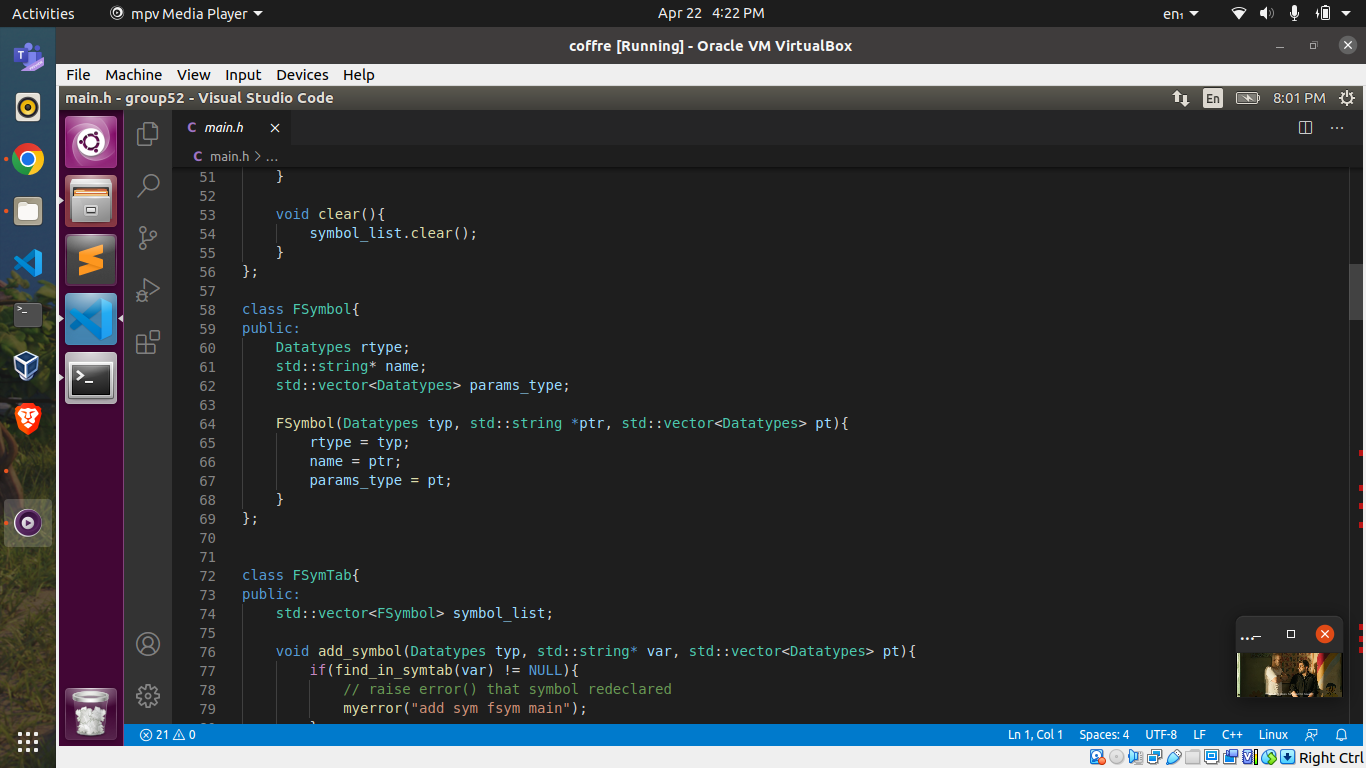 Activities
mpv Media Player
Apr 22 4:22 PM
en₁
coffre [Running] - Oracle VM VirtualBox
File Machine View Input Devices Help
main.h - group52 - Visual Studio Code
En
8:01 PM
C main.h
C main.h > ...
51 }
52
53 void clear(){
54 symbol_list.clear();
55 }
56 };
57
58 class FSymbol{
59 public:
60 Datatypes rtype;
61 std::string* name;
62 std::vector<Datatypes> params_type;
63
64 FSymbol(Datatypes typ, std::string *ptr, std::vector<Datatypes> pt){
65 rtype = typ;
66 name = ptr;
67 params_type = pt;
68 }
69 };
70
71
72 class FSymTab{
73 public:
74 std::vector<FSymbol> symbol_list;
75
76 void add_symbol(Datatypes typ, std::string* var, std::vector<Datatypes> pt){
77 if(find_in_symtab(var) != NULL){
78 // raise error() that symbol redeclared
79 myerror("add sym fsym main");
...
21 0
Ln 1, Col 1 Spaces: 4 UTF-8 LF C++ Linux
Right Ctrl